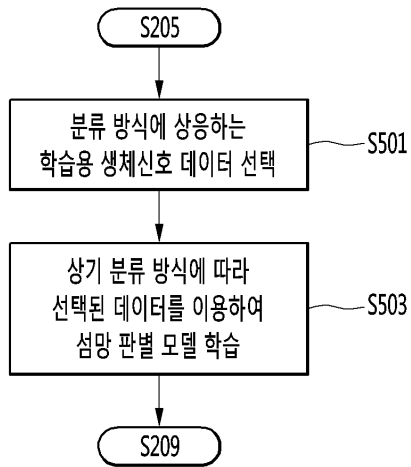 S205
분류 방식에 상응하는
학습용 생체신호 데이터 선택
S501
상기 분류 방식에 따라
선택된 데이터를 이용하여
섬망 판별 모델 학습
S503
S209